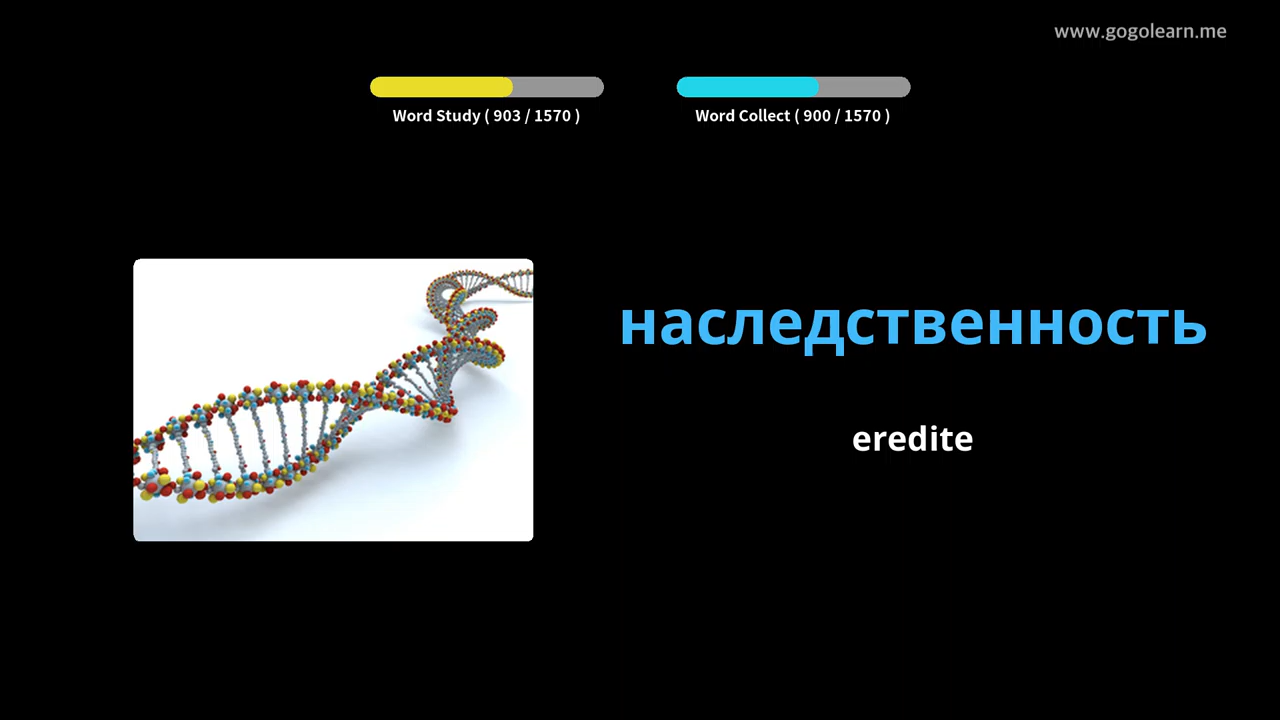 www.gogolearn.me
Word Study ( 903 / 1570 )
Word Collect ( 900 / 1570 )
наследственность
eredite